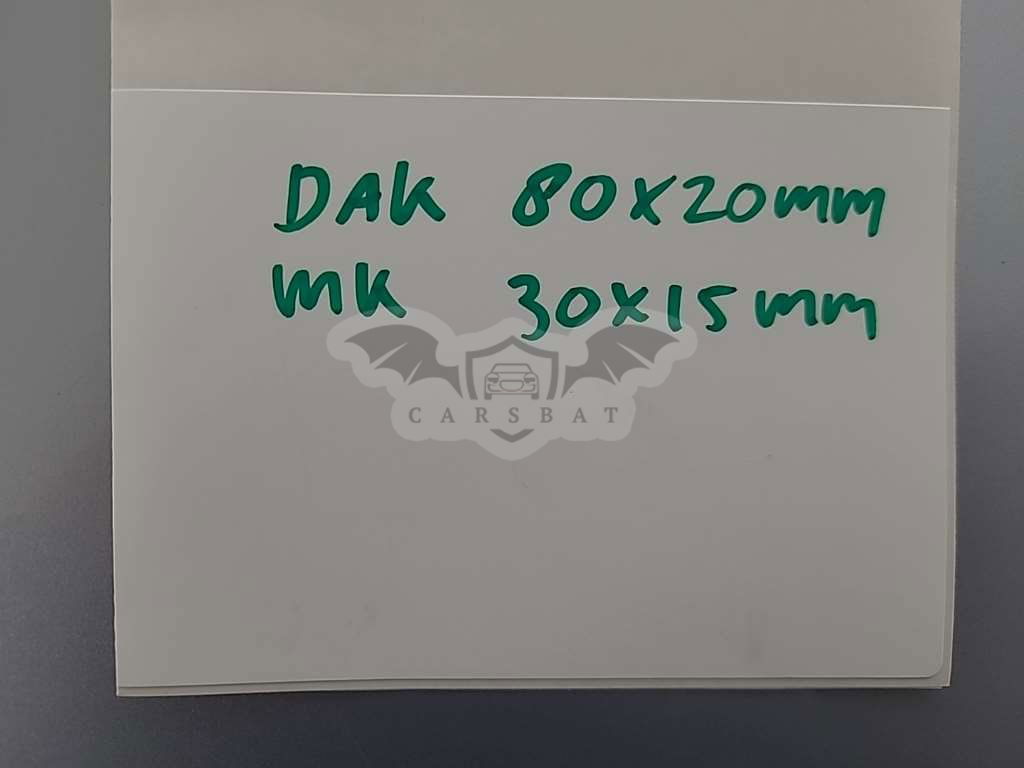 DAK 80X20mm
MK 30X15mm
CARSBAT